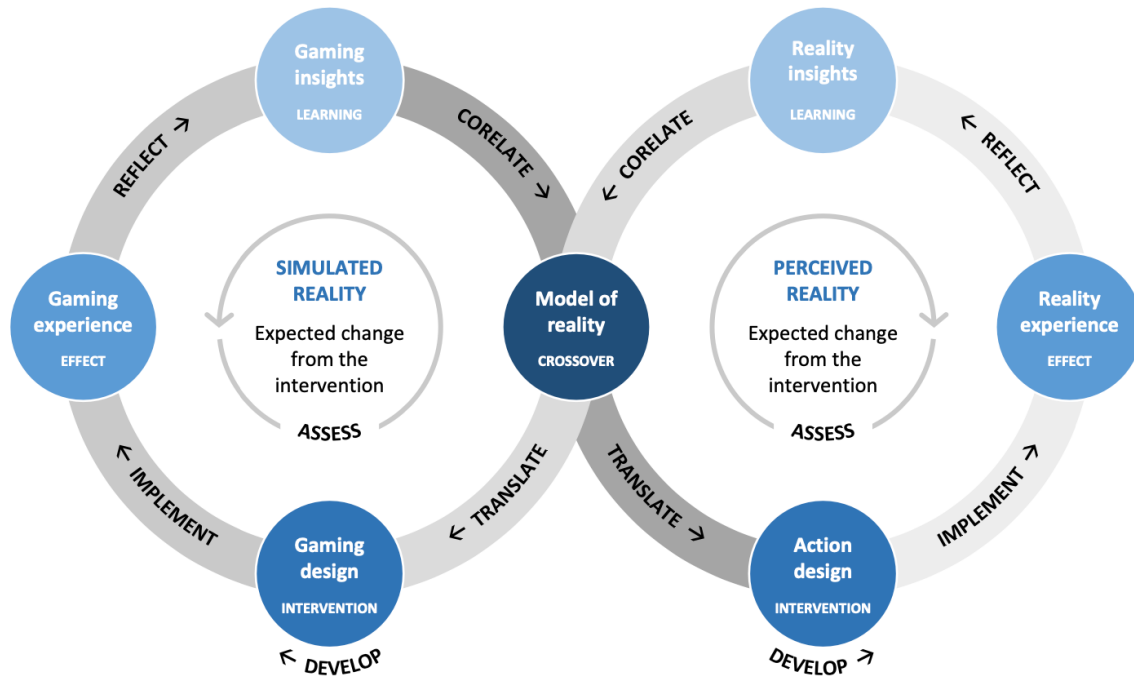 Gaming
insights
LEARNING
Reality
insights
LEARNING
REFLECT →
CORELATE →
← CORELATE
← REFLECT
SIMULATED
REALITY
Expected change
from the
intervention
ASSESS
PERCEIVED
REALITY
Expected change
from the
intervention
ASSESS
Gaming
experience
EFFECT
Model of
reality
CROSSOVER
Reality
experience
EFFECT
← IMPLEMENT
← TRANSLATE
TRANSLATE →
IMPLEMENT →
Gaming
design
INTERVENTION
Action
design
INTERVENTION
← DEVELOP
DEVELOP →